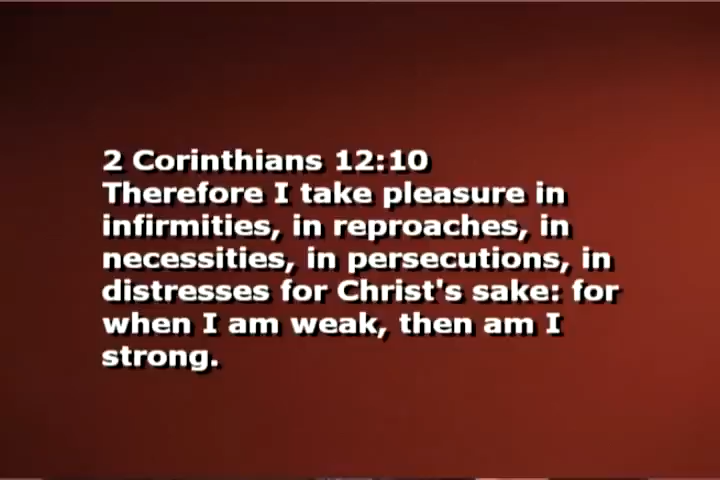 2 Corinthians 12:10
Therefore I take pleasure in
infirmities, in reproaches, in
necessities, in persecutions, in
distresses for Christ's sake: for
when I am weak, then am I
strong.